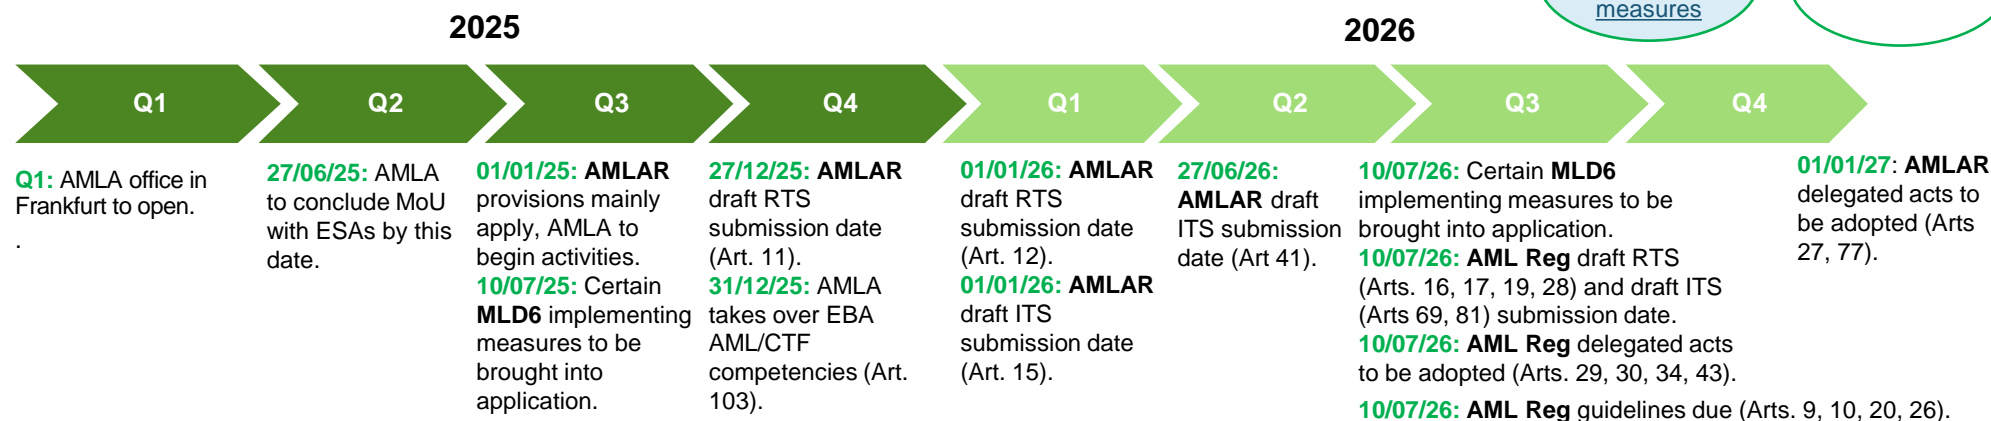 measures
2025
2026
Q1
Q2
Q3
Q4
Q1
Q2
Q3
Q4
Q1: AMLA office in
Frankfurt to open.
.
27/06/25: AMLA
to conclude MoU
with ESAs by this
date.
01/01/25: AMLAR
provisions mainly
apply, AMLA to
begin activities.
10/07/25: Certain
MLD6 implementing
measures to be
brought into
application.
27/12/25: AMLAR
draft RTS
submission date
(Art. 11).
31/12/25: AMLA
takes over EBA
AML/CTF
competencies (Art.
103).
01/01/26: AMLAR
draft RTS
submission date
(Art. 12).
01/01/26: AMLAR
draft ITS
submission date
(Art. 15).
27/06/26:
AMLAR draft
ITS submission
date (Art 41).
10/07/26: Certain MLD6
implementing measures to be
brought into application.
10/07/26: AML Reg draft RTS
(Arts. 16, 17, 19, 28) and draft ITS
(Arts 69, 81) submission date.
10/07/26: AML Reg delegated acts
to be adopted (Arts. 29, 30, 34, 43).
10/07/26: AML Reg guidelines due (Arts. 9, 10, 20, 26).
01/01/27: AMLAR
delegated acts to
be adopted (Arts
27, 77).